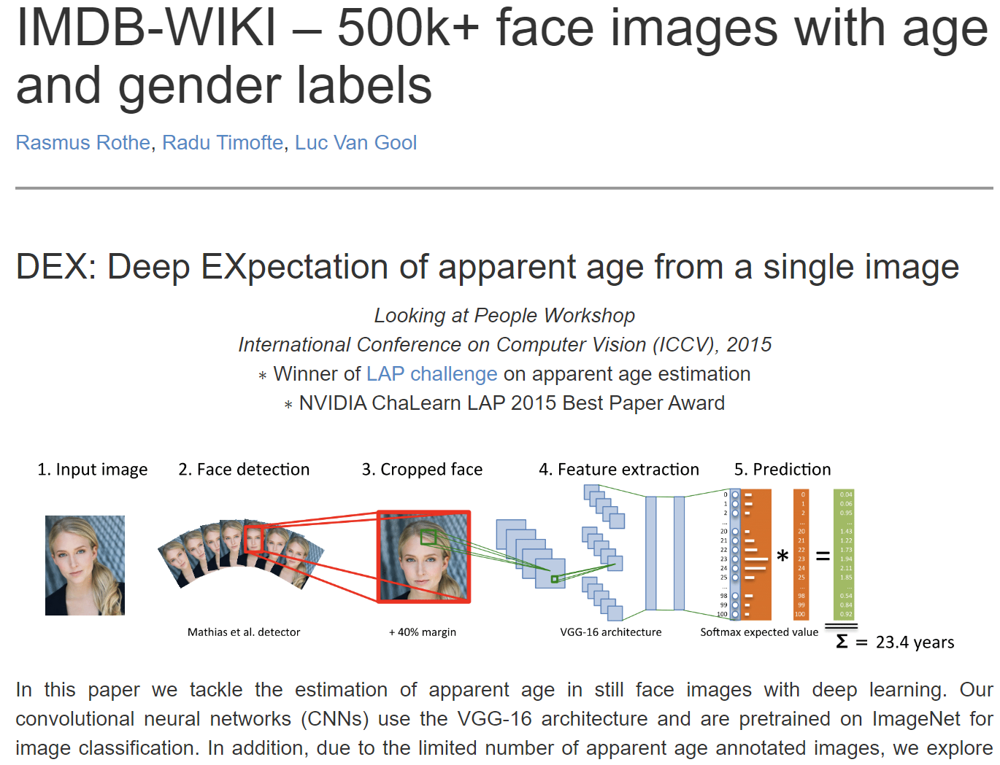 IMDB-WIKI – 500k+ face images with age
and gender labels
Rasmus Rothe, Radu Timofte, Luc Van Gool
DEX: Deep EXpectation of apparent age from a single image
Looking at People Workshop
International Conference on Computer Vision (ICCV), 2015
∗ Winner of LAP challenge on apparent age estimation
∗ NVIDIA ChaLearn LAP 2015 Best Paper Award
1. Input image
2. Face detection
3. Cropped face
4. Feature extraction
5. Prediction
0
1
2
...
20
21
22
23
24
25
...
98
99
100
*
0
1
2
...
20
21
22
23
24
25
...
98
99
100
=
0.04
0.06
0.95
...
1.43
1.22
1.73
1.94
2.11
1.85
...
0.54
0.84
0.92
Mathias et al. detector
+ 40% margin
VGG-16 architecture
Softmax expected value
Σ = 23.4 years
In this paper we tackle the estimation of apparent age in still face images with deep learning. Our
convolutional neural networks (CNNs) use the VGG-16 architecture and are pretrained on ImageNet for
image classification. In addition, due to the limited number of apparent age annotated images, we explore